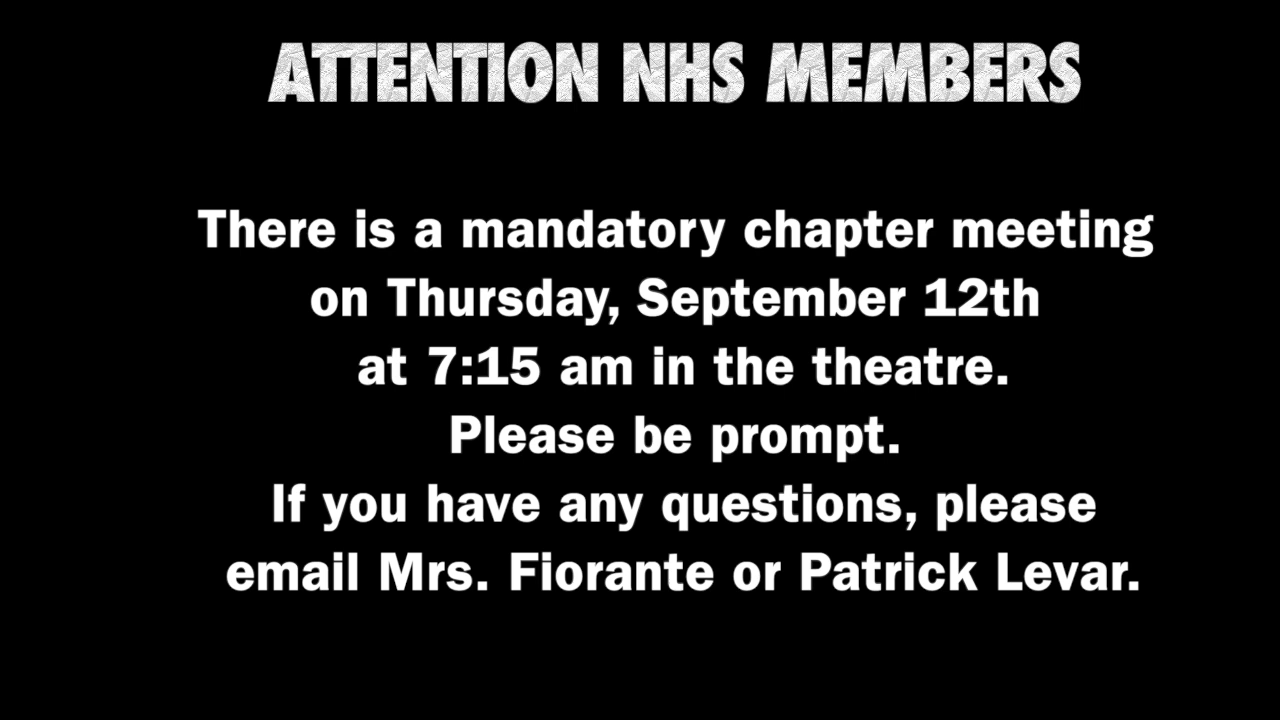 ATTENTION NHS MEMBERS
There is a mandatory chapter meeting
on Thursday, September 12th
at 7:15 am in the theatre.
Please be prompt.
If you have any questions, please
email Mrs. Fiorante or Patrick Levar.